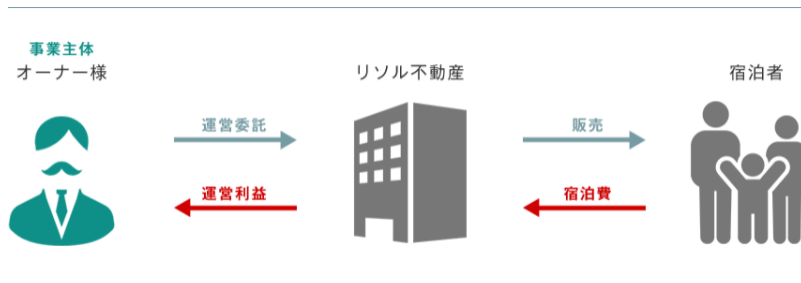 事業主体
オーナー様
リソル不動産
宿泊者
運営委託
販売
運営利益
宿泊費